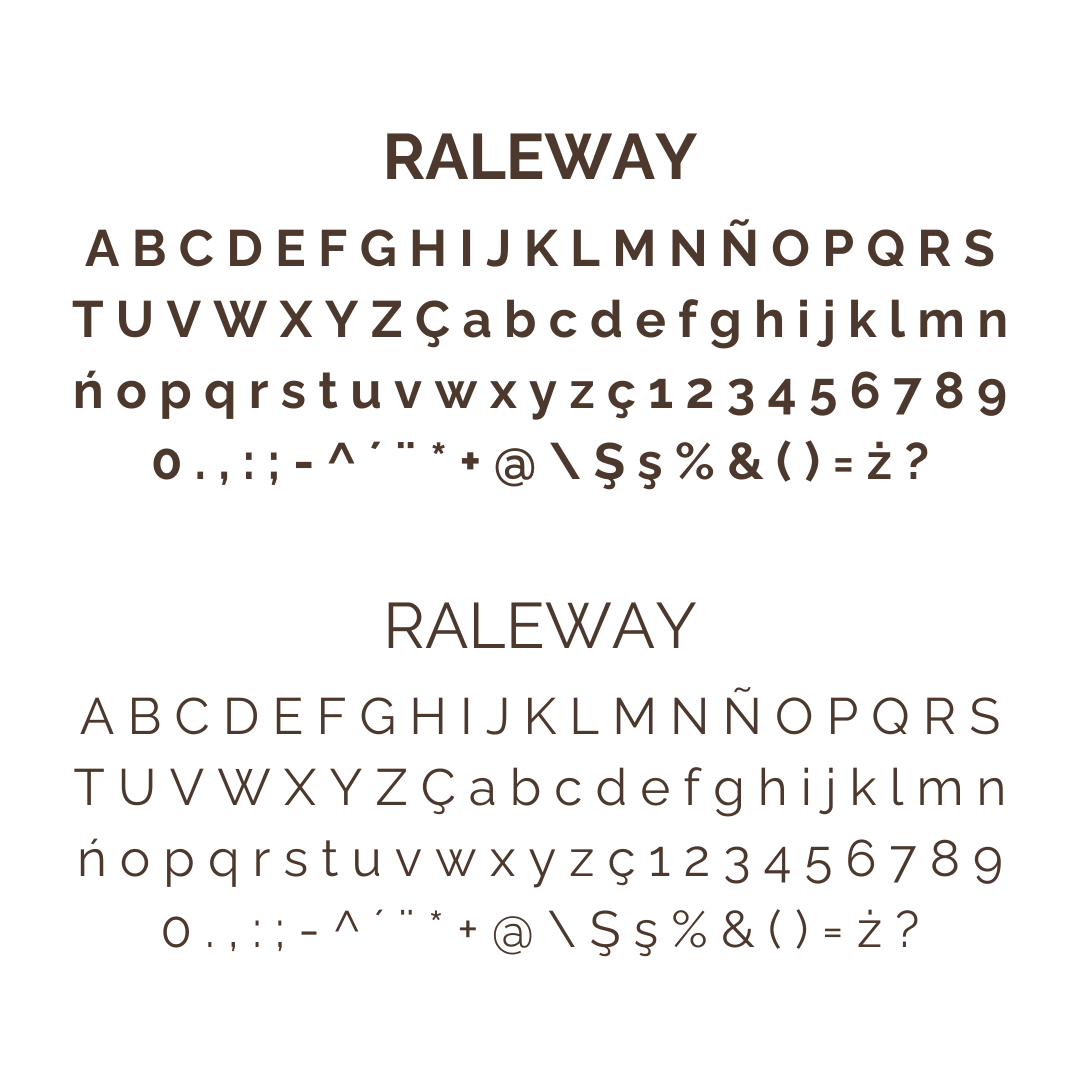 RALEWAY
A B C D E F G H I J K L M N Ñ O P Q R S
T U V W X Y Z Ç a b c d e f g h i j k l m n
ń o p q r s t u v w x y z ç 1 2 3 4 5 6 7 8 9
0 . , : ; - ^ ´ ¨ * + @ \ Ş ş % & ( ) = ż ?
RALEWAY
A B C D E F G H I J K L M N Ñ O P Q R S
T U V W X Y Z Ç a b c d e f g h i j k l m n
ń o p q r s t u v w x y z ç 1 2 3 4 5 6 7 8 9
0 . , : ; - ^ ´ ¨ * + @ \ Ş ş % & ( ) = ż ?